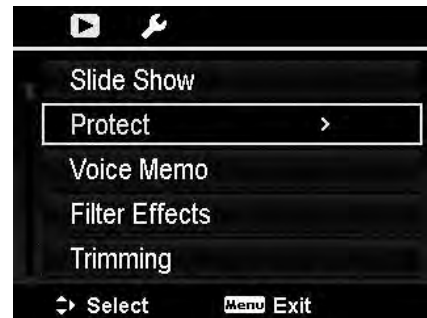 Slide Show
Protect >
Voice Memo
Filter Effects
Trimming
Select Menu Exit